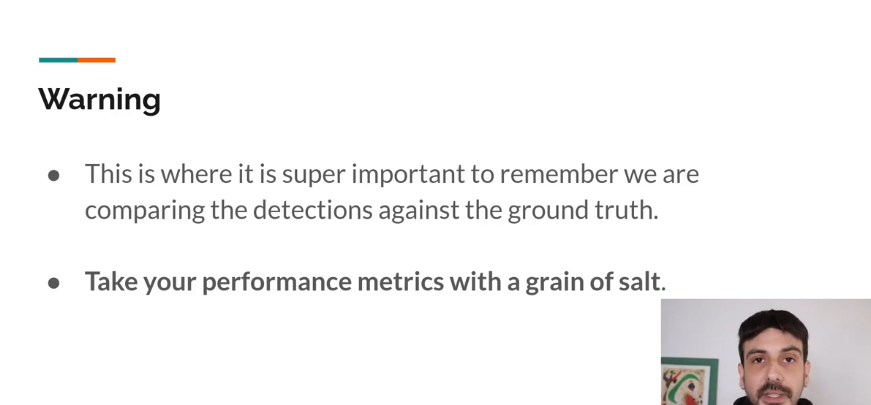 Warning
● This is where it is super important to remember we are
comparing the detections against the ground truth.
● Take your performance metrics with a grain of salt.